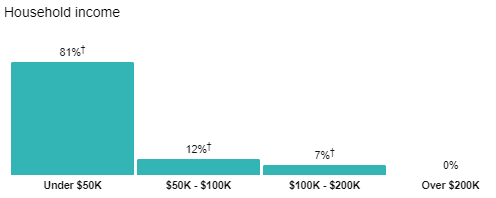 Household income
81%†
12%†
7%†
0%
Under $50K
$50K - $100K
$100K - $200K
Over $200K